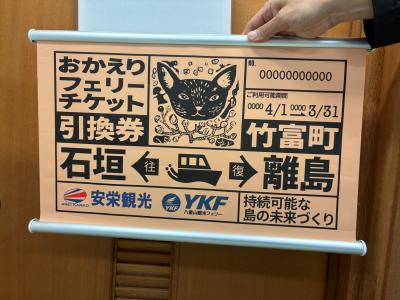 おかえり
フェリー
チケット
引換券
NO.
00000000000
ご利用可能期間
0000 4/1 0000 3/31
竹富町
石垣 往 復 離島
安栄観光
YKF
YKF
八重山観光フェリー
持続可能な
島の未来づくり